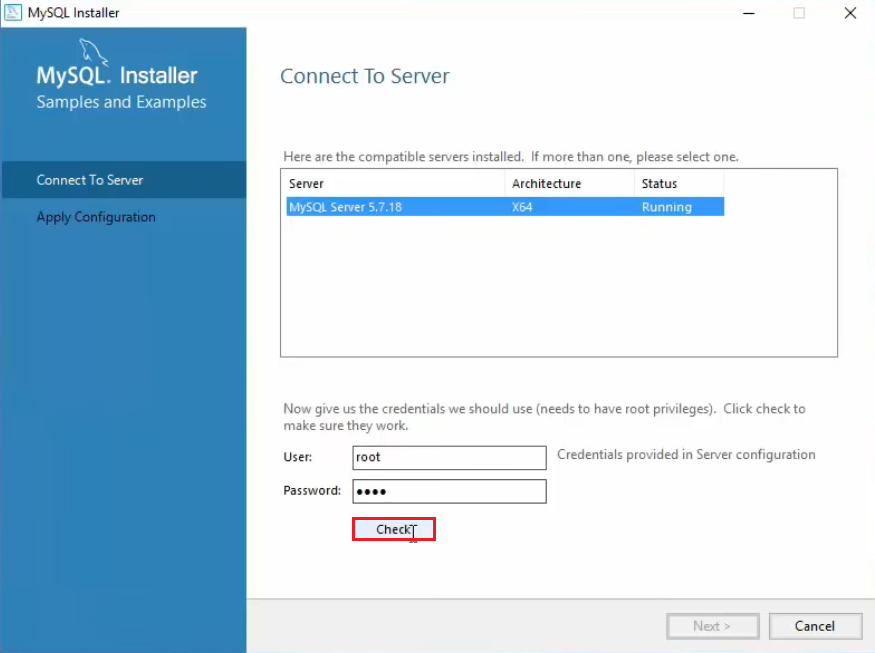 MySQL Installer
MySQL. Installer
Samples and Examples
Connect To Server
Apply Configuration
Connect To Server
Here are the compatible servers installed. If more than one, please select one.
Server Architecture Status
MySQL Server 5.7.18 X64 Running
Now give us the credentials we should use (needs to have root privileges). Click check to
make sure they work.
User: root Credentials provided in Server configuration
Password: ●●●●
Check
Next > Cancel